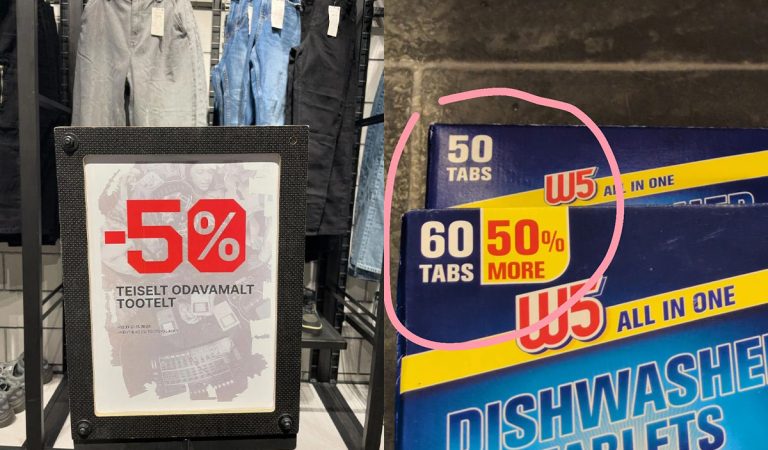 -50%
TEISELT ODAVAMALT
TOOTELT
50
TABS
W5 ALL IN ONE
60
TABS
50%
MORE
W5 ALL IN ONE
DISHWASHER
TABLETS